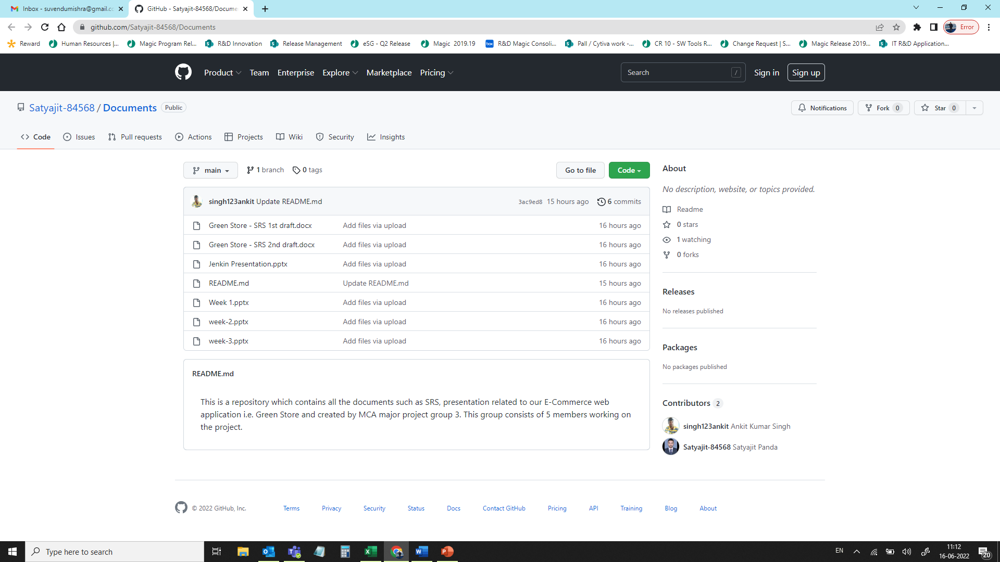 Inbox - suvendumishra@gmail.cc
GitHub - Satyajit-84568/Docume
github.com/Satyajit-84568/Documents
Error
Reward
Human Resources |...
Magic Program Rel...
R&D Innovation
Release Management
eSG - Q2 Release
Magic 2019.19
box
R&D Magic Consoli...
Pall / Cytiva work -...
CR 10 - SW Tools R...
Change Request | S...
Magic Release 2019...
IT R&D Application...
Product
Team
Enterprise
Explore
Marketplace
Pricing
Search /
Sign in
Sign up
Satyajit-84568 / Documents Public
Notifications
Fork 0
Star 0
Code
Issues
Pull requests
Actions
Projects
Wiki
Security
Insights
main
1 branch
0 tags
Go to file
Code
singh123ankit Update README.md 3ac9ed8 15 hours ago 6 commits
Green Store - SRS 1st draft.docx Add files via upload 16 hours ago
Green Store - SRS 2nd draft.docx Add files via upload 16 hours ago
Jenkin Presentation.pptx Add files via upload 16 hours ago
README.md Update README.md 15 hours ago
Week 1.pptx Add files via upload 16 hours ago
week-2.pptx Add files via upload 16 hours ago
week-3.pptx Add files via upload 16 hours ago
README.md
This is a repository which contains all the documents such as SRS, presentation related to our E-Commerce web
application i.e. Green Store and created by MCA major project group 3. This group consists of 5 members working on
the project.
About
No description, website, or topics provided.
Readme
0 stars
1 watching
0 forks
Releases
No releases published
Packages
No packages published
Contributors 2
singh123ankit Ankit Kumar Singh
Satyajit-84568 Satyajit Panda
© 2022 GitHub, Inc.
Terms
Privacy
Security
Status
Docs
Contact GitHub
Pricing
API
Training
Blog
About
Type here to search
EN
11:12
16-06-2022
20